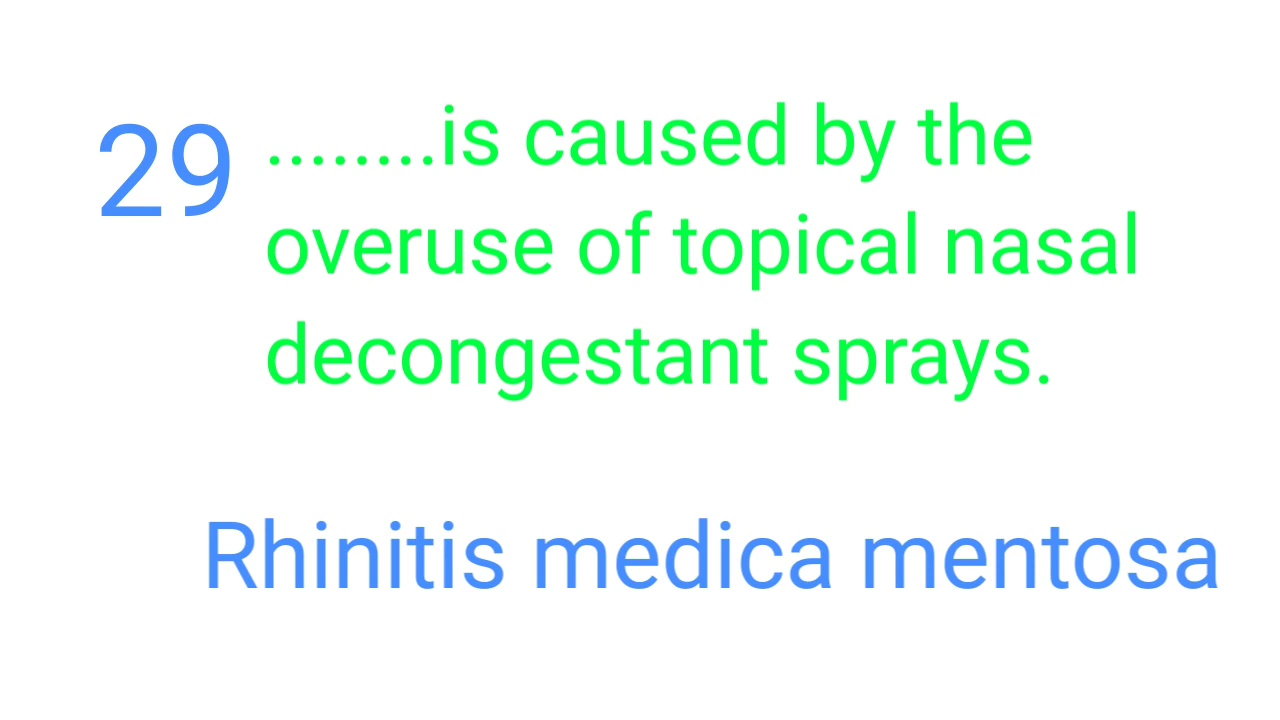 29 ........is caused by the
overuse of topical nasal
decongestant sprays.
Rhinitis medica mentosa